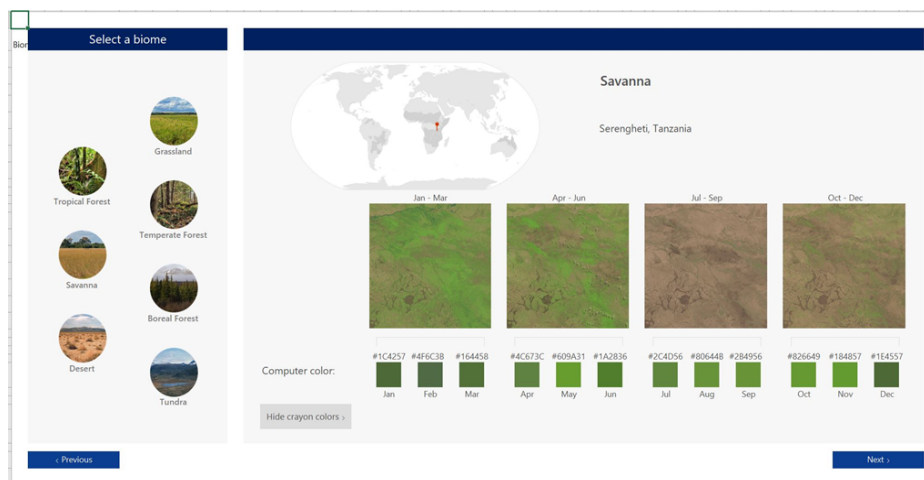 Select a biome
Bion
Grassland
Tropical Forest
Temperate Forest
Savanna
Boreal Forest
Desert
Tundra
Savanna
Serengheti, Tanzania
Jan - Mar
Apr - Jun
Jul - Sep
Oct - Dec
#1C4257 #4F6C38 #164458 #4C673C #609A31 #1A2836 #2C4D56 #806448 #2B4956 #826649 #184857 #1E4557
Computer color:
Jan Feb Mar Apr May Jun Jul Aug Sep Oct Nov Dec
Hide crayon colors ›
‹ Previous
Next ›